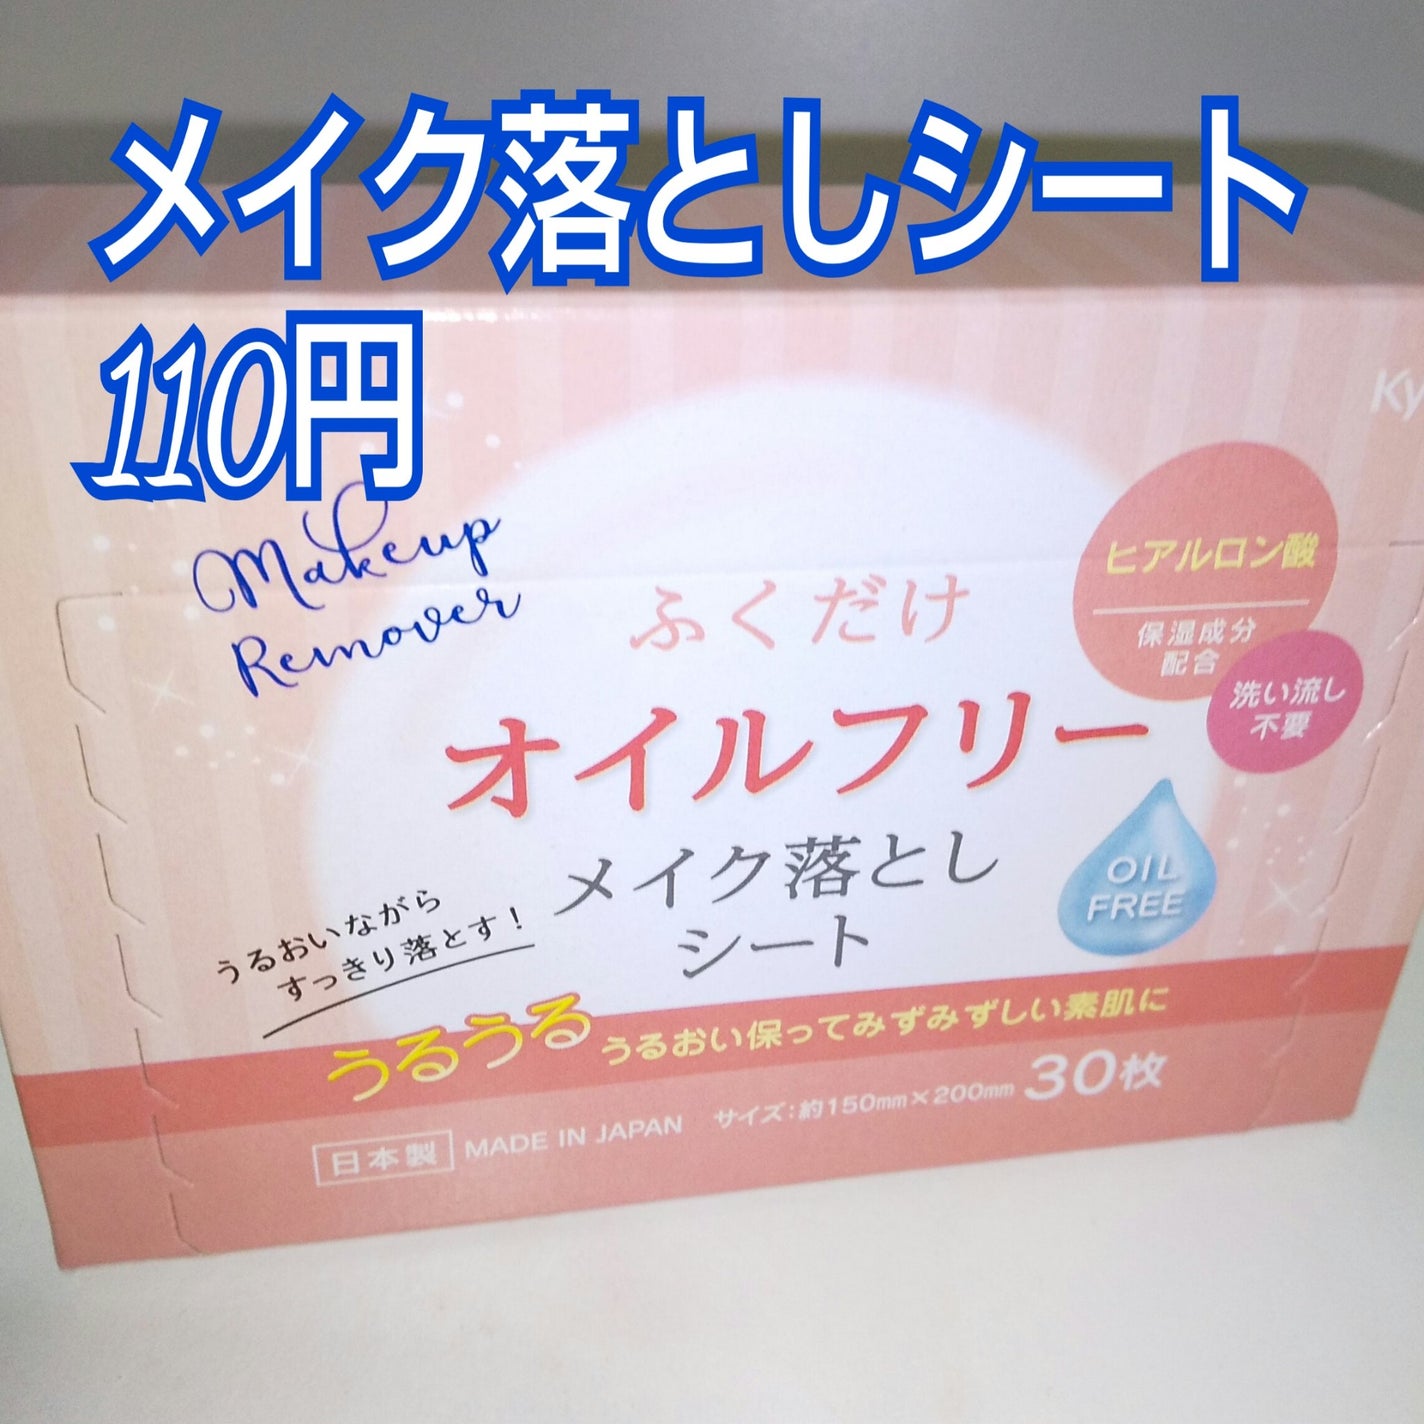 メイク落としシート
110円
Ky
Makeup
Remover
ヒアルロン酸
保湿成分
配合
洗い流し
不要
ふくだけ
オイルフリー
メイク落とし
シート
OIL
FREE
うるおいながら
すっきり落とす!
うるうる うるおい保ってみずみずしい素肌に
日本製 MADE IN JAPAN サイズ:約150mm×200mm 30枚